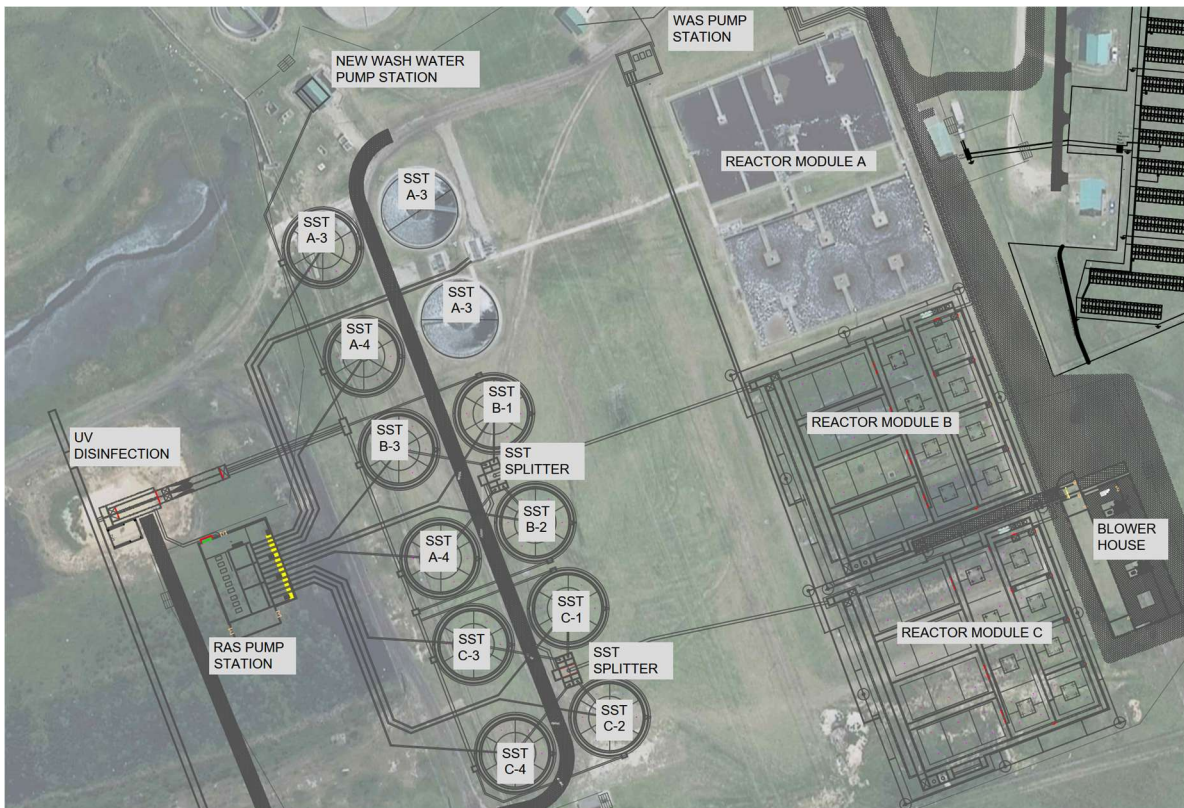 WAS PUMP
STATION
NEW WASH WATER
PUMP STATION
REACTOR MODULE A
SST
A-3
SST
A-3
SST
A-3
SST
A-4
SST
B-1
REACTOR MODULE B
SST
B-3
UV
DISINFECTION
SST
SPLITTER
SST
B-2
BLOWER
HOUSE
SST
A-4
SST
C-1
REACTOR MODULE C
SST
C-3
RAS PUMP
STATION
SST
SPLITTER
SST
C-2
SST
C-4